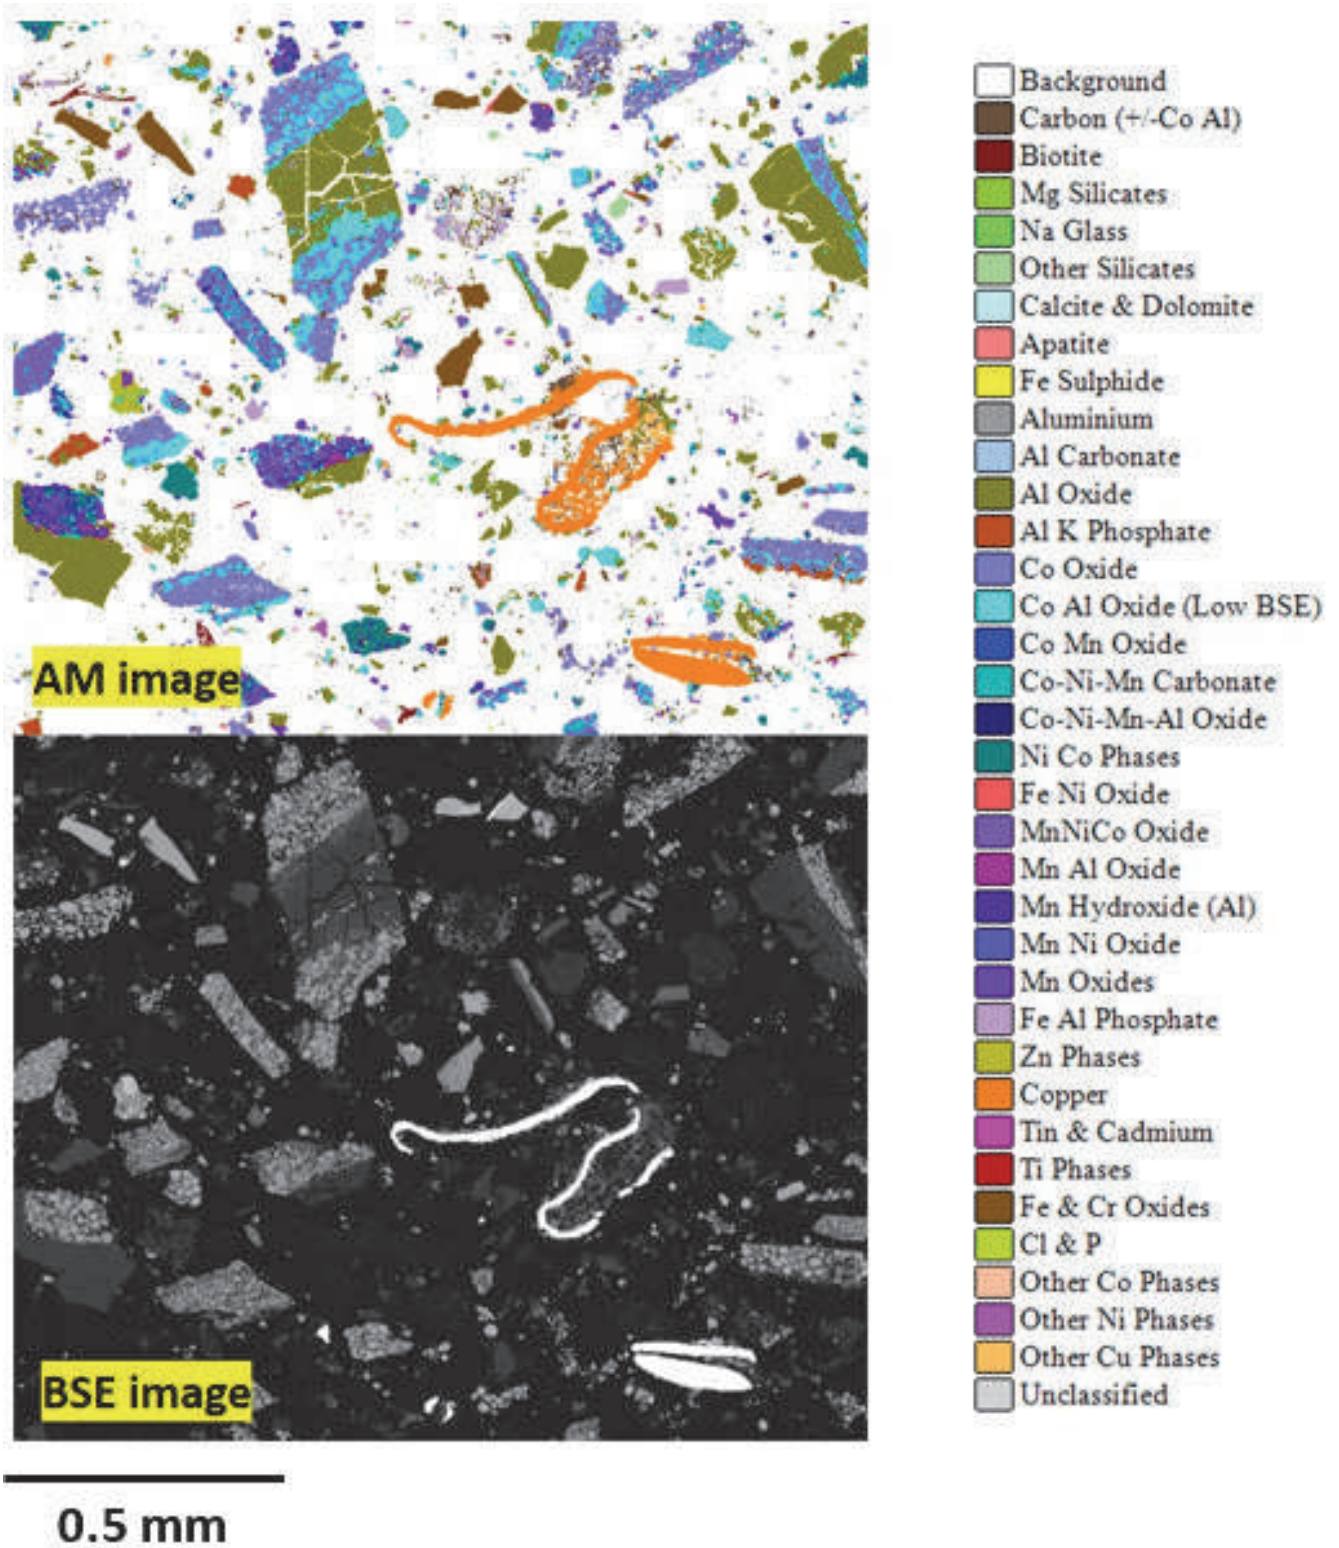 AM image
BSE image
0.5 mm
Background
Carbon (+/-Co Al)
Biotite
Mg Silicates
Na Glass
Other Silicates
Calcite & Dolomite
Apatite
Fe Sulphide
Aluminium
Al Carbonate
Al Oxide
Al K Phosphate
Co Oxide
Co Al Oxide (Low BSE)
Co Mn Oxide
Co-Ni-Mn Carbonate
Co-Ni-Mn-Al Oxide
Ni Co Phases
Fe Ni Oxide
MnNiCo Oxide
Mn Al Oxide
Mn Hydroxide (Al)
Mn Ni Oxide
Mn Oxides
Fe Al Phosphate
Zn Phases
Copper
Tin & Cadmium
Ti Phases
Fe & Cr Oxides
Cl & P
Other Co Phases
Other Ni Phases
Other Cu Phases
Unclassified